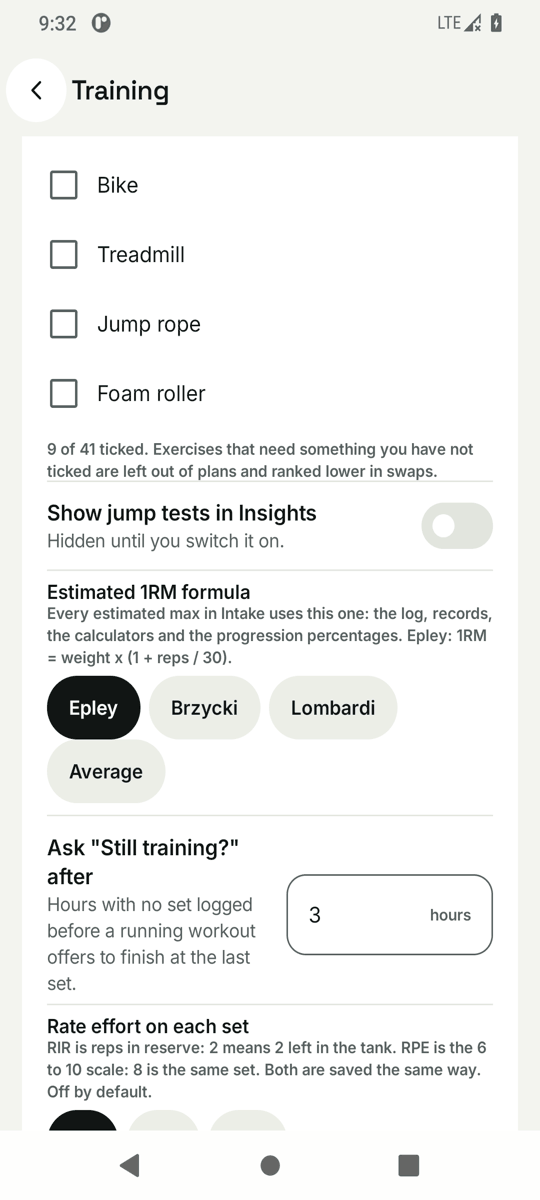 9:32
LTE
Training
Bike
Treadmill
Jump rope
Foam roller
9 of 41 ticked. Exercises that need something you have not
ticked are left out of plans and ranked lower in swaps.
Show jump tests in Insights
Hidden until you switch it on.
Estimated 1RM formula
Every estimated max in Intake uses this one: the log, records,
the calculators and the progression percentages. Epley: 1RM
= weight x (1 + reps / 30).
Epley
Brzycki
Lombardi
Average
Ask "Still training?"
after
Hours with no set logged
before a running workout
offers to finish at the last
set.
3
hours
Rate effort on each set
RIR is reps in reserve: 2 means 2 left in the tank. RPE is the 6
to 10 scale: 8 is the same set. Both are saved the same way.
Off by default.